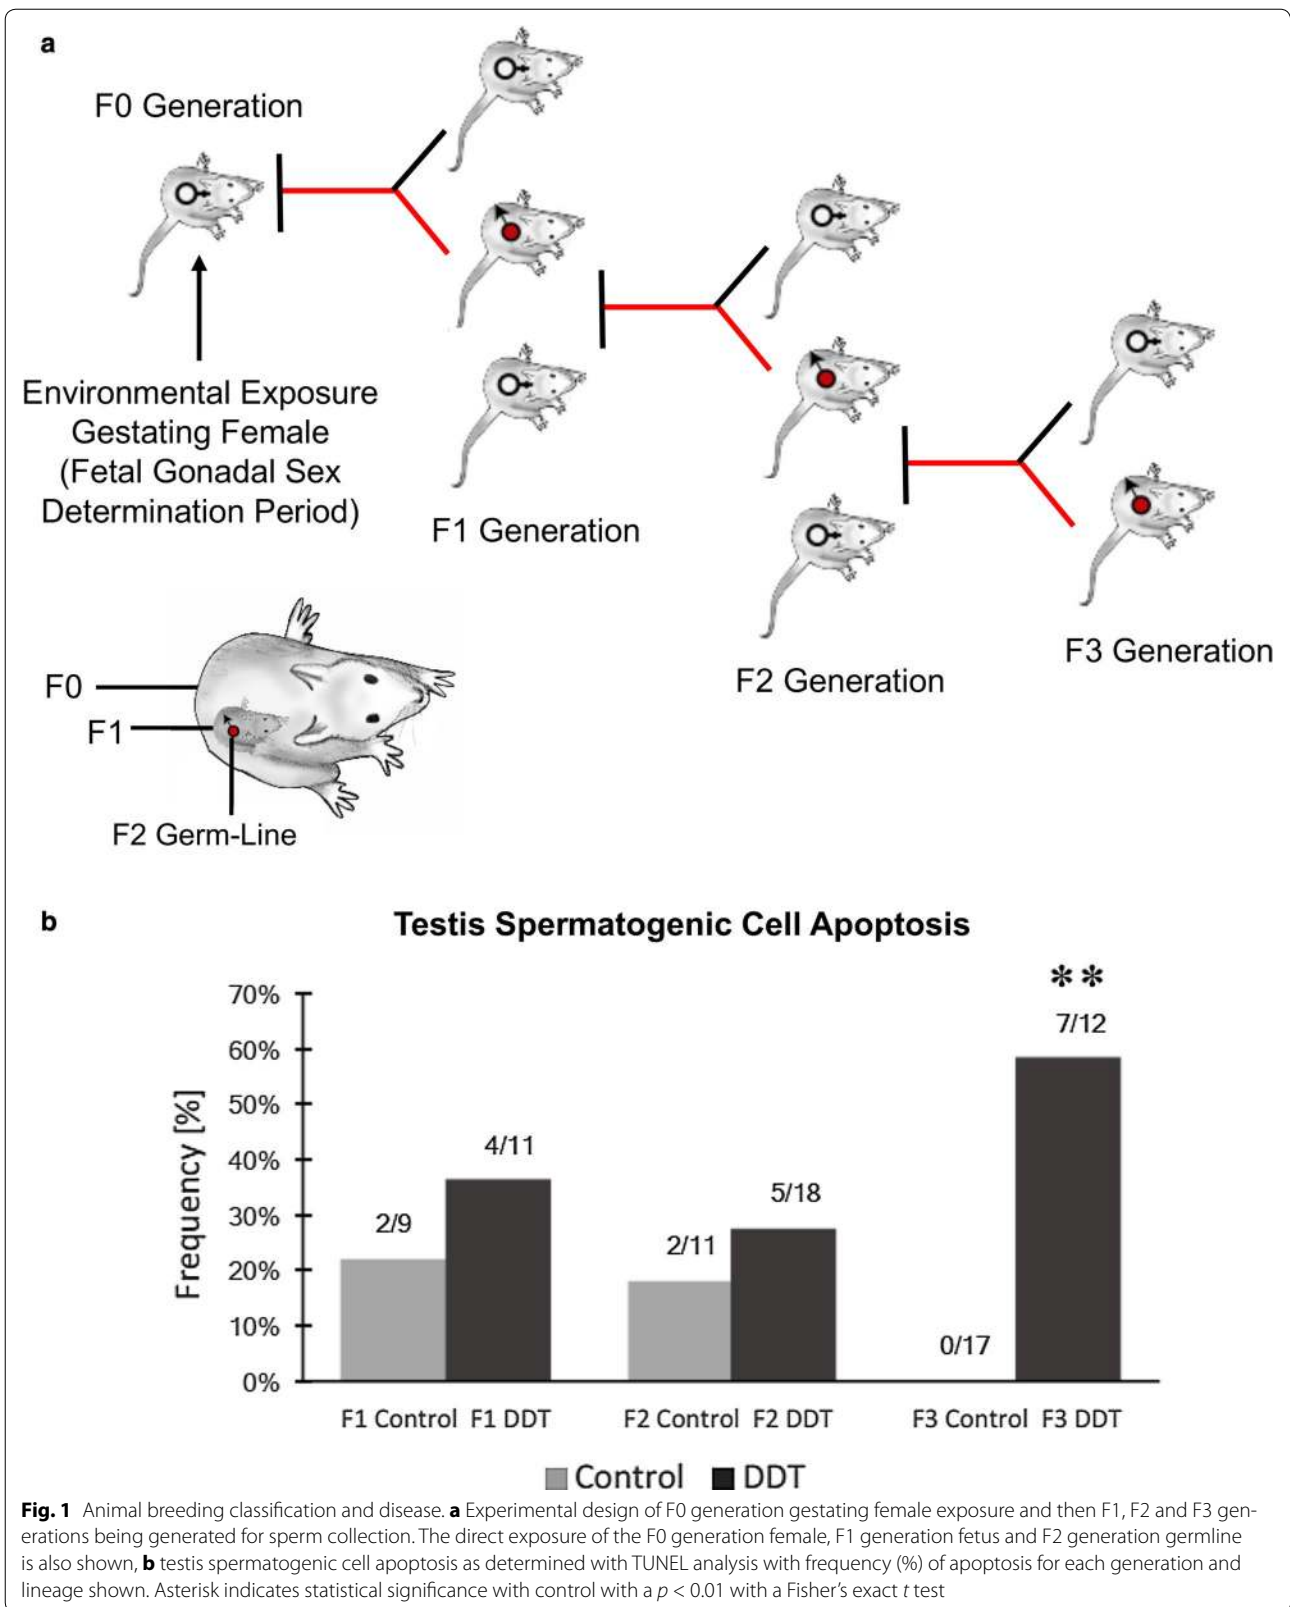 a
F0 Generation
Environmental Exposure
Gestating Female
(Fetal Gonadal Sex
Determination Period)
F1 Generation
F2 Generation
F3 Generation
F0
F1
F2 Germ-Line
b
Testis Spermatogenic Cell Apoptosis
Frequency [%]
70%
60%
50%
40%
30%
20%
10%
0%
2/9
4/11
2/11
5/18
0/17
**
7/12
F1 Control F1 DDT
F2 Control F2 DDT
F3 Control F3 DDT
Control DDT
Fig. 1 Animal breeding classification and disease. a Experimental design of F0 generation gestating female exposure and then F1, F2 and F3 gen-
erations being generated for sperm collection. The direct exposure of the F0 generation female, F1 generation fetus and F2 generation germline
is also shown, b testis spermatogenic cell apoptosis as determined with TUNEL analysis with frequency (%) of apoptosis for each generation and
lineage shown. Asterisk indicates statistical significance with control with a p < 0.01 with a Fisher’s exact t test